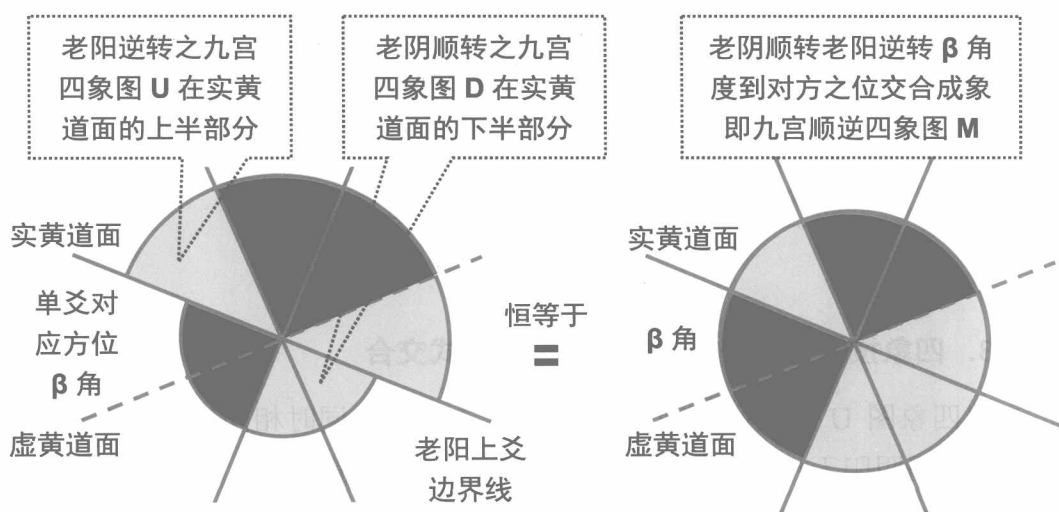 老阳逆转之九宫
四象图 U 在实黄
道面的上半部分
老阴顺转之九宫
四象图 D 在实黄
道面的下半部分
老阴顺转老阳逆转 β 角
度到对方之位交合成象
即九宫顺逆四象图 M
实黄道面
单爻对
应方位
β 角
虚黄道面
老阳上爻
边界线
恒等于
=
实黄道面
β 角
虚黄道面